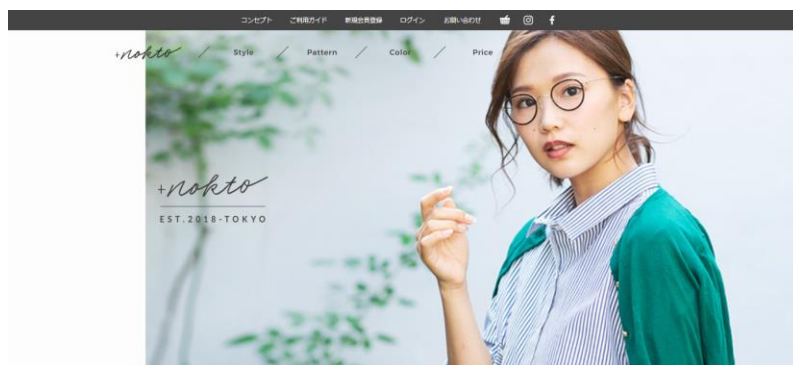 コンセプト ご利用ガイド 新規会員登録 ログイン お問い合わせ
+nokto / Style / Pattern / Color / Price
+nokto
EST.2018-TOKYO